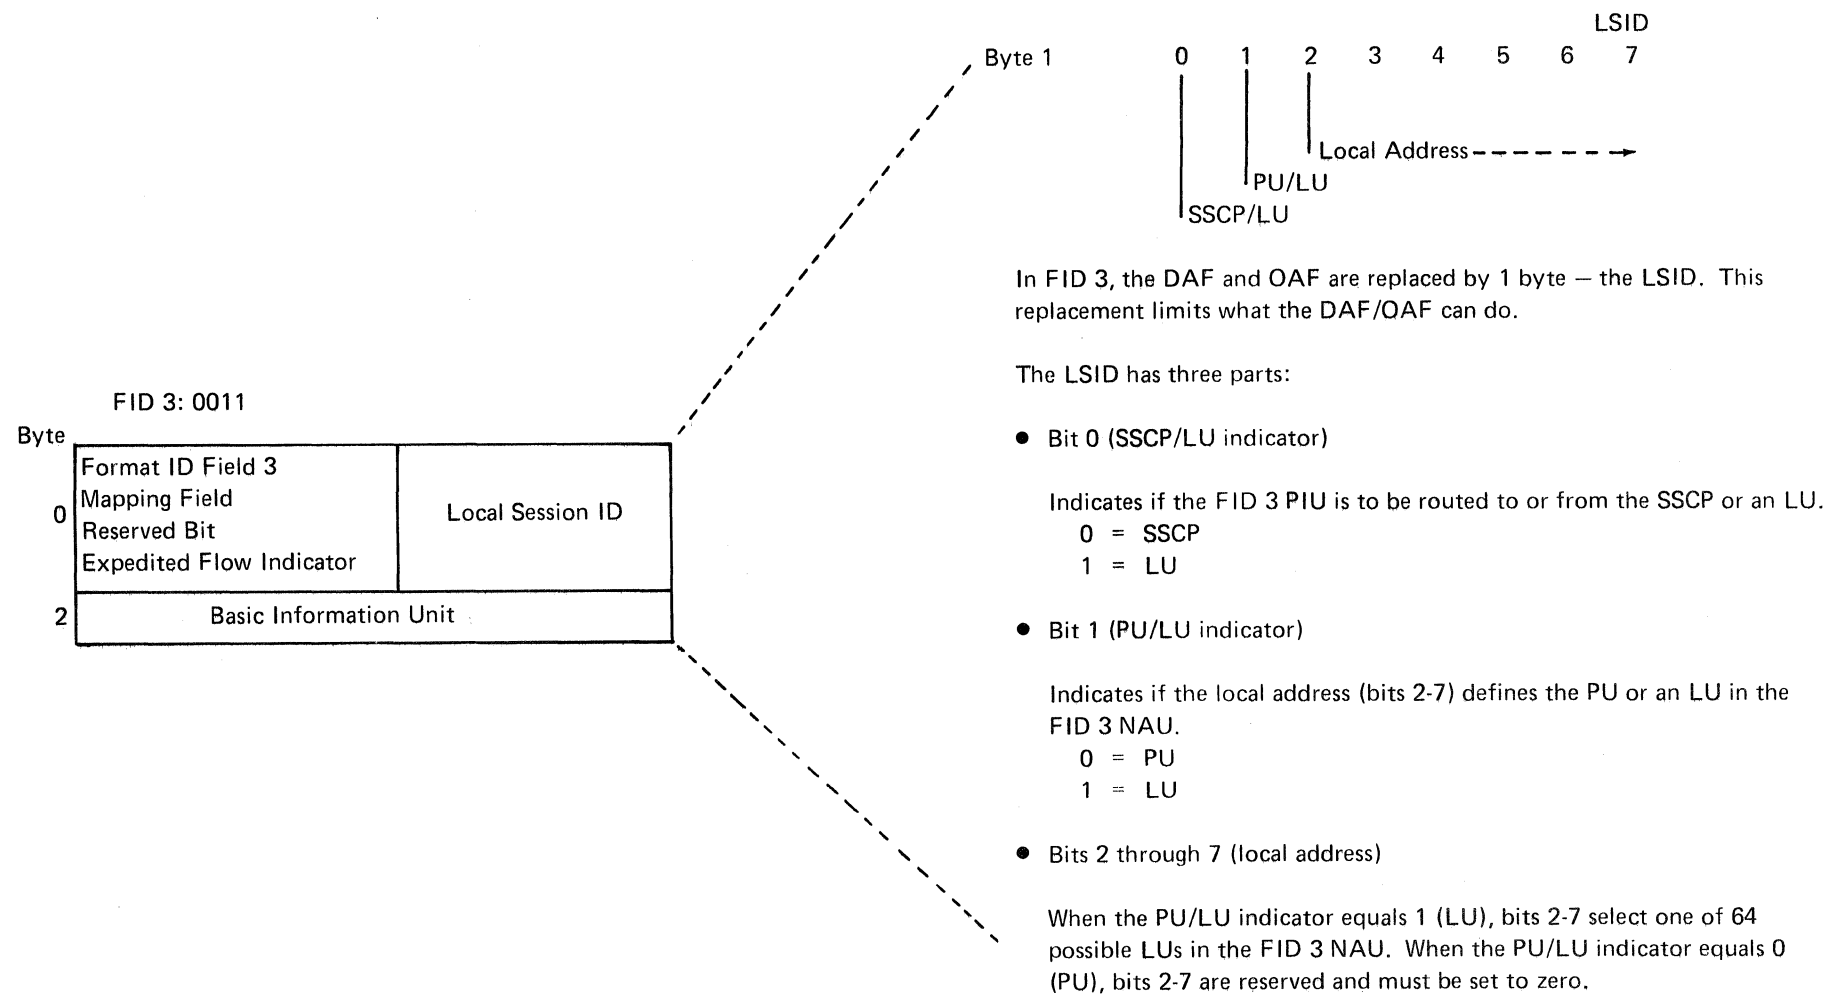 FID 3: 0011
Byte
0
Format ID Field 3
Mapping Field
Reserved Bit
Expedited Flow Indicator
Local Session ID
2
Basic Information Unit
LSID
Byte 1 0 1 2 3 4 5 6 7
Local Address
PU/LU
SSCP/LU
In FID 3, the DAF and OAF are replaced by 1 byte — the LSID. This
replacement limits what the DAF/OAF can do.
The LSID has three parts:
● Bit 0 (SSCP/LU indicator)
Indicates if the FID 3 PIU is to be routed to or from the SSCP or an LU.
0 = SSCP
1 = LU
● Bit 1 (PU/LU indicator)
Indicates if the local address (bits 2-7) defines the PU or an LU in the
FID 3 NAU.
0 = PU
1 = LU
● Bits 2 through 7 (local address)
When the PU/LU indicator equals 1 (LU), bits 2-7 select one of 64
possible LUs in the FID 3 NAU. When the PU/LU indicator equals 0
(PU), bits 2-7 are reserved and must be set to zero.